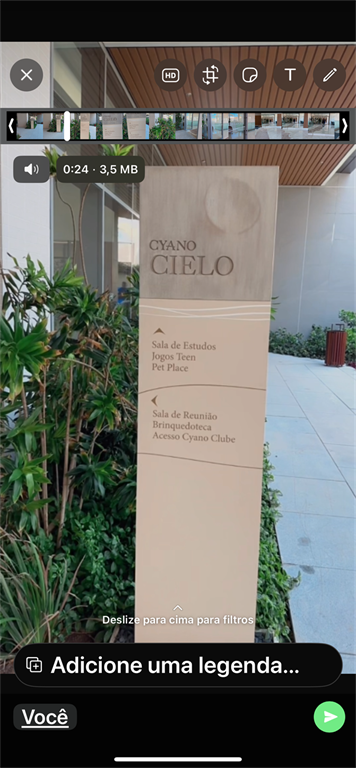 HD
T
0:24 · 3,5 MB
CYANO
CIELO
Sala de Estudos
Jogos Teen
Pet Place
Sala de Reunião
Brinquedoteca
Acesso Cyano Clube
Deslize para cima para filtros
Adicione uma legenda...
Você